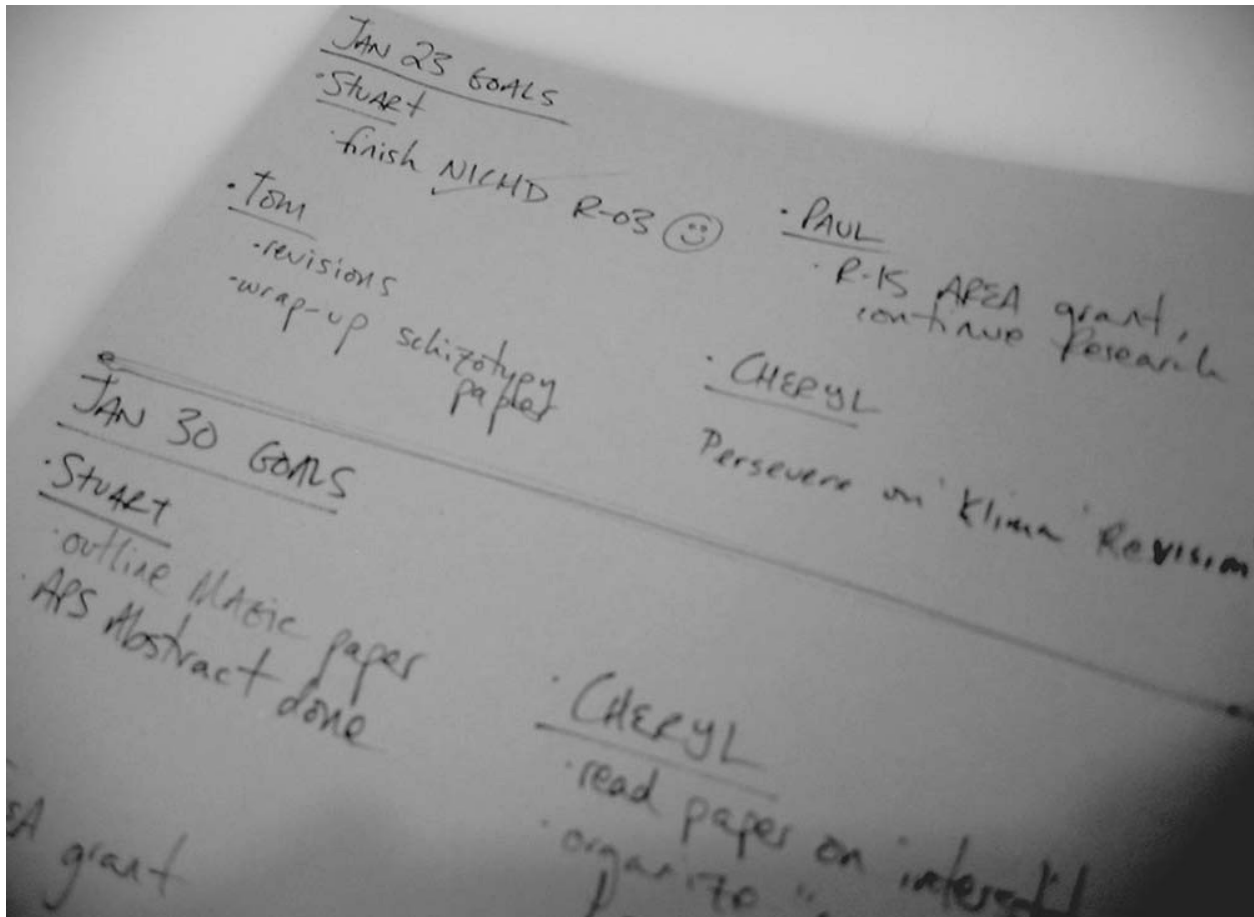 JAN 23 GOALS
· Stuart
· finish NICHD R-03
· Tom
· revisions
· wrap-up schizotypy
paper
· PAUL
· R-15 AREA grant,
continue Research
· CHERYL
Persevere on "Klima" Revision
JAN 30 GOALS
· Stuart
· outline MAGIC paper
· APS Abstract
done
grant
· CHERYL
· read paper on
· organize